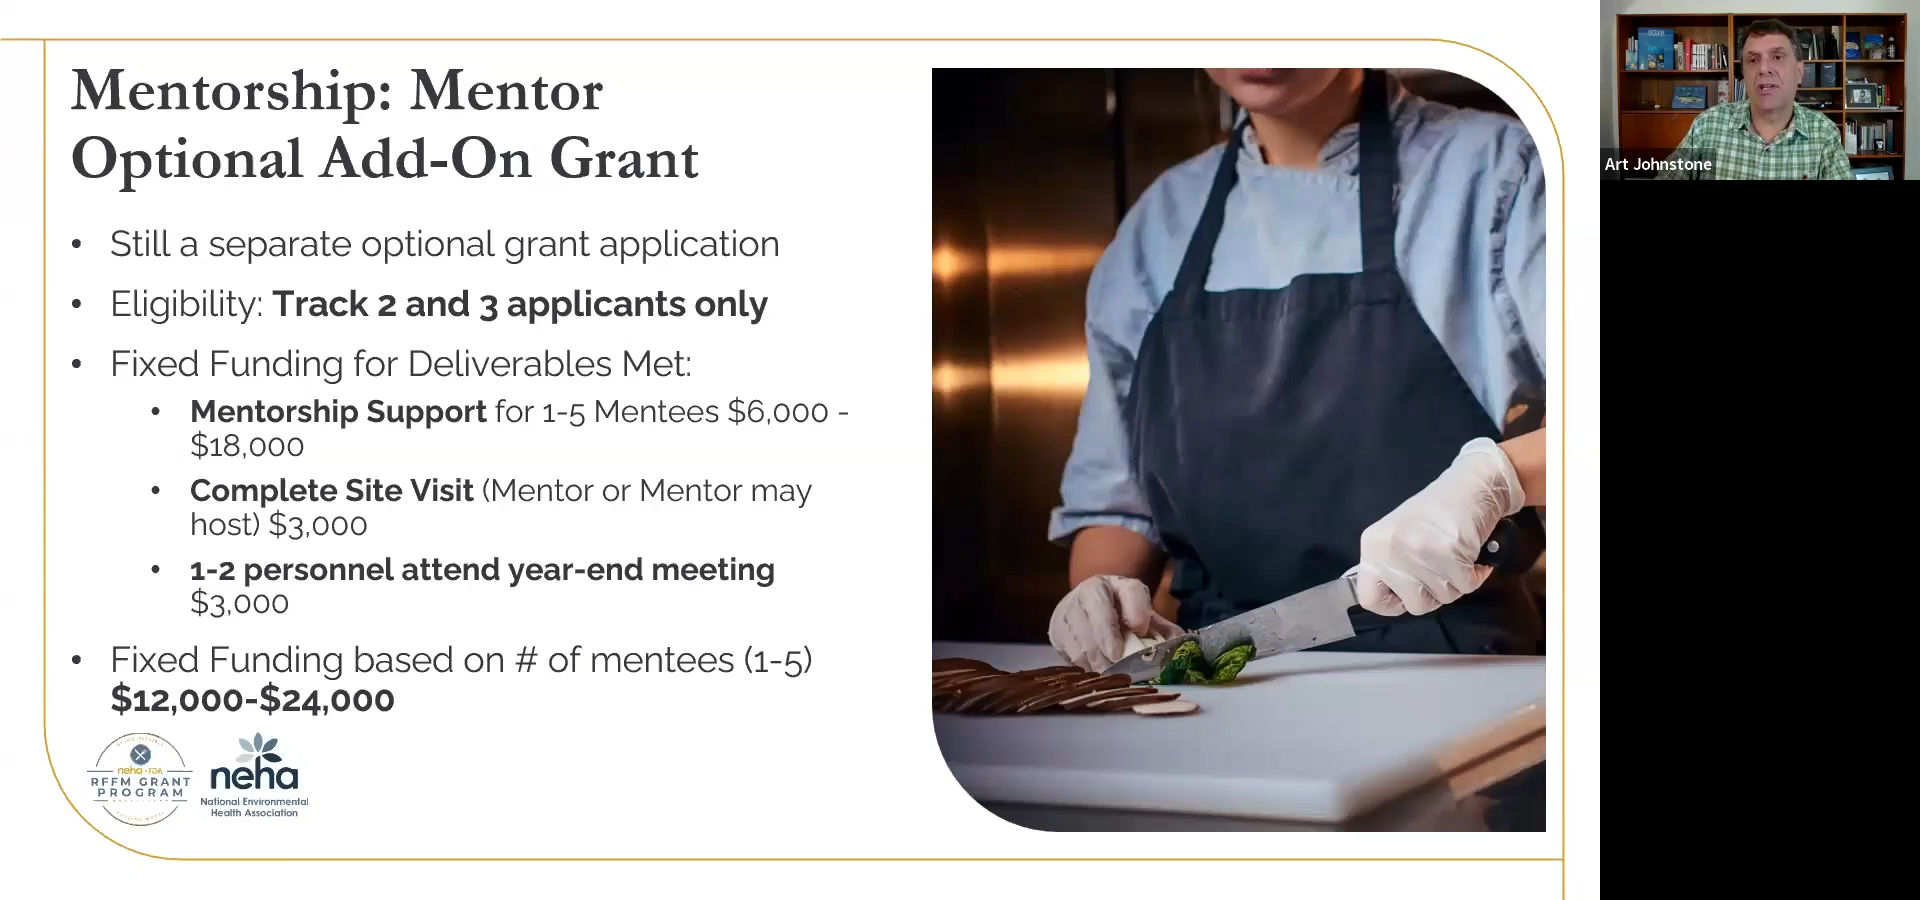 Mentorship: Mentor
Optional Add-On Grant
• Still a separate optional grant application
• Eligibility: Track 2 and 3 applicants only
• Fixed Funding for Deliverables Met:
• Mentorship Support for 1-5 Mentees $6,000 -
$18,000
• Complete Site Visit (Mentor or Mentor may
host) $3,000
• 1-2 personnel attend year-end meeting
$3,000
• Fixed Funding based on # of mentees (1-5)
$12,000-$24,000
neha-FDA
RFFM GRANT
PROGRAM
neha
National Environmental
Health Association
Art Johnstone
OCEANS